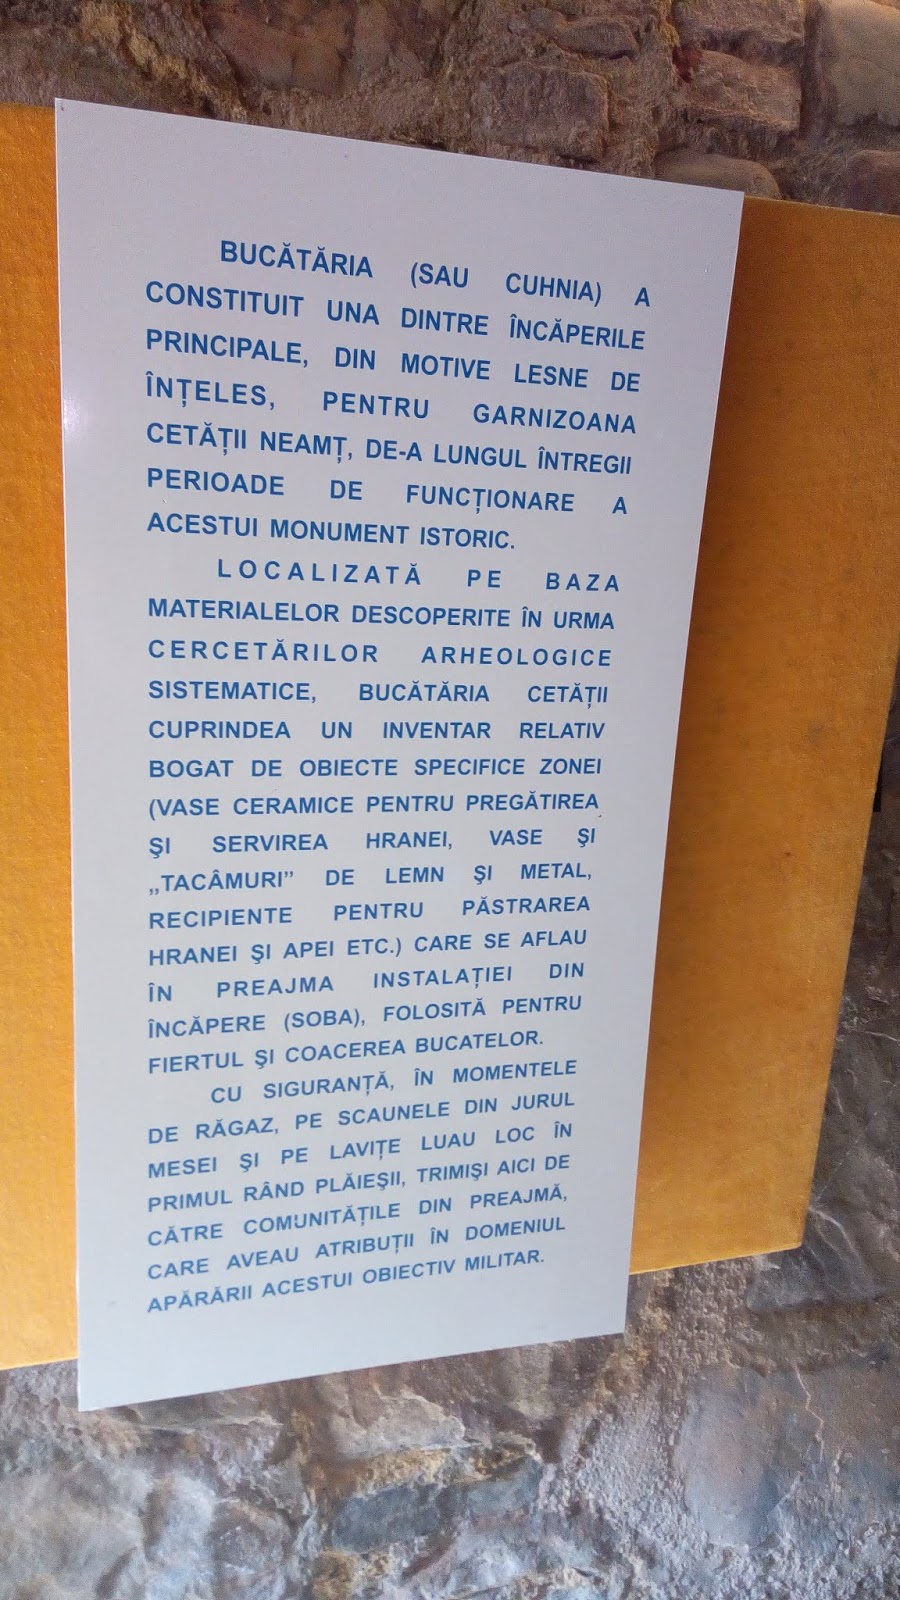 BUCĂTĂRIA (SAU CUHNIA) A
CONSTITUIT UNA DINTRE ÎNCĂPERILE
PRINCIPALE, DIN MOTIVE LESNE DE
ÎNȚELES, PENTRU GARNIZOANA
CETĂȚII NEAMȚ, DE-A LUNGUL ÎNTREGII
PERIOADE DE FUNCȚIONARE A
ACESTUI MONUMENT ISTORIC.
LOCALIZATĂ PE BAZA
MATERIALELOR DESCOPERITE ÎN URMA
CERCETĂRILOR ARHEOLOGICE
SISTEMATICE, BUCĂTĂRIA CETĂȚII
CUPRINDEA UN INVENTAR RELATIV
BOGAT DE OBIECTE SPECIFICE ZONEI
(VASE CERAMICE PENTRU PREGĂTIREA
ŞI SERVIREA HRANEI, VASE ŞI
„TACÂMURI” DE LEMN ŞI METAL,
RECIPIENTE PENTRU PĂSTRAREA
HRANEI ŞI APEI ETC.) CARE SE AFLAU
ÎN PREAJMA INSTALAȚIEI DIN
ÎNCĂPERE (SOBA), FOLOSITĂ PENTRU
FIERTUL ŞI COACEREA BUCATELOR.
CU SIGURANȚĂ, ÎN MOMENTELE
DE RĂGAZ, PE SCAUNELE DIN JURUL
MESEI ŞI PE LAVIȚE LUAU LOC ÎN
PRIMUL RÂND PLĂIEŞII, TRIMIŞI AICI DE
CĂTRE COMUNITĂȚILE DIN PREAJMĂ,
CARE AVEAU ATRIBUȚII ÎN DOMENIUL
APĂRĂRII ACESTUI OBIECTIV MILITAR.